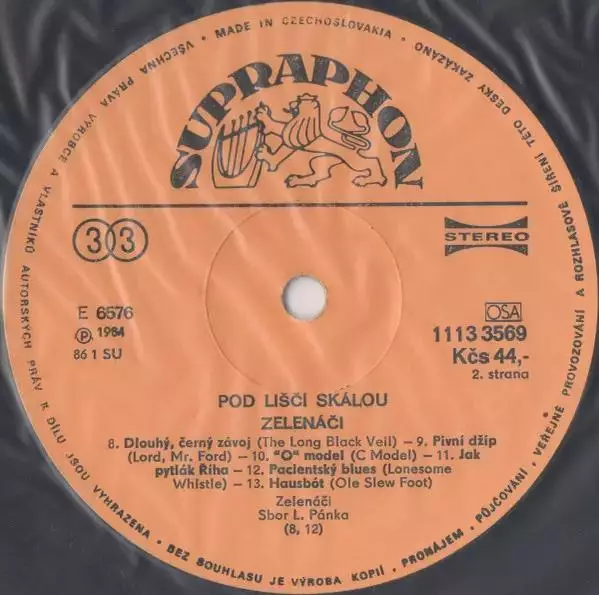 MADE IN CZECHOSLOVAKIA • VŠECHNA PRÁVA VÝROBCE A VLASTNÍKŮ AUTORSKÝCH PRÁV K DÍLU JSOU VYHRAZENA • BEZ SOUHLASU JE VÝROBA KOPIÍ, PRONÁJEM, PŮJČOVÁNÍ, VEŘEJNÉ PROVOZOVÁNÍ A ROZHLASOVÉ ŠÍŘENÍ TÉTO DESKY ZAKÁZÁNO •
SUPRAPHON
33
STEREO
E 6576
OSA
Ⓟ 1984
1113 3569
86 1 SU
Kčs 44,-
2. strana
POD LIŠČÍ SKÁLOU
ZELENÁČI
8. Dlouhý, černý závoj (The Long Black Veil) — 9. Pivní džíp
(Lord, Mr. Ford) — 10. "O" model (C Model) — 11. Jak
pytlák Říha — 12. Pacientský blues (Lonesome
Whistle) — 13. Hausbót (Ole Slew Foot)
Zelenáči
Sbor L. Pánka
(8, 12)